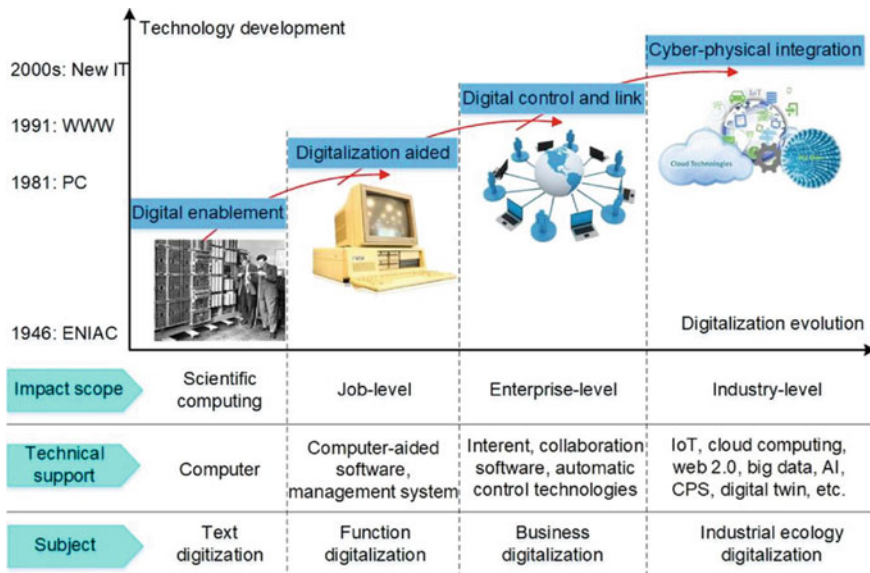 Technology development
2000s: New IT
1991: WWW
1981: PC
1946: ENIAC
Digital enablement
Digitalization aided
Digital control and link
Cyber-physical integration
IoT
Cloud Technologies
Digitalization evolution
Impact scope
Scientific
computing
Job-level
Enterprise-level
Industry-level
Technical
support
Computer
Computer-aided
software,
management system
Interent, collaboration
software, automatic
control technologies
IoT, cloud computing,
web 2.0, big data, AI,
CPS, digital twin, etc.
Subject
Text
digitization
Function
digitalization
Business
digitalization
Industrial ecology
digitalization